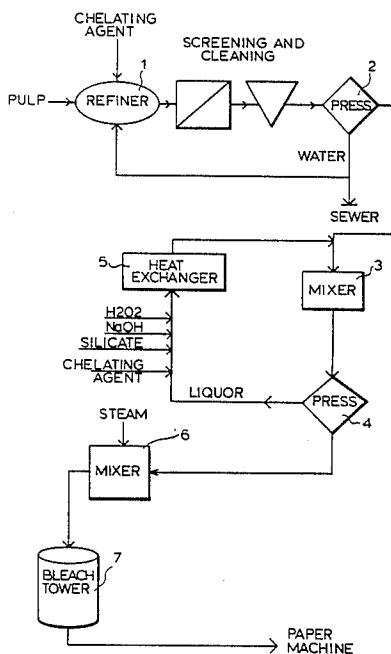 CHELATING
AGENT
SCREENING AND
CLEANING
1
2
PULP
REFINER
PRESS
WATER
SEWER
5
HEAT
EXCHANGER
3
MIXER
H2O2
NaOH
SILICATE
CHELATING
AGENT
LIQUOR
PRESS
4
STEAM
6
MIXER
7
BLEACH
TOWER
PAPER
MACHINE